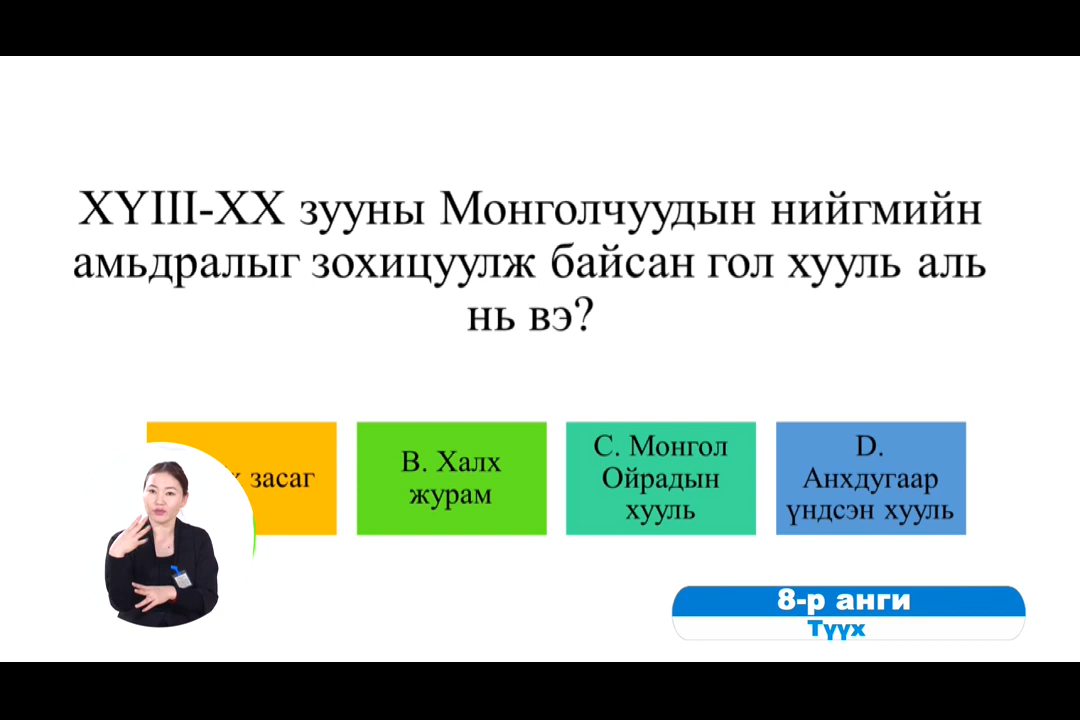 ХҮIII-XX зууны Монголчуудын нийгмийн
амьдралыг зохицуулж байсан гол хууль аль
нь вэ?
засаг
B. Халх
журам
C. Монгол
Ойрадын
хууль
D.
Анхдугаар
үндсэн хууль
8-р анги
Түүх